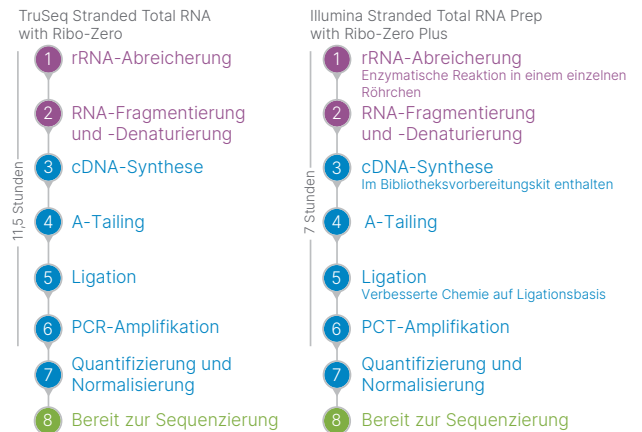 TruSeq Stranded Total RNA
with Ribo-Zero
1 rRNA-Abreicherung
2 RNA-Fragmentierung
und -Denaturierung
3 cDNA-Synthese
4 A-Tailing
5 Ligation
6 PCR-Amplifikation
7 Quantifizierung und
Normalisierung
8 Bereit zur Sequenzierung
11,5 Stunden
Illumina Stranded Total RNA Prep
with Ribo-Zero Plus
1 rRNA-Abreicherung
Enzymatische Reaktion in einem einzelnen
Röhrchen
2 RNA-Fragmentierung
und -Denaturierung
3 cDNA-Synthese
Im Bibliotheksvorbereitungskit enthalten
4 A-Tailing
5 Ligation
Verbesserte Chemie auf Ligationsbasis
6 PCT-Amplifikation
7 Quantifizierung und
Normalisierung
8 Bereit zur Sequenzierung
7 Stunden